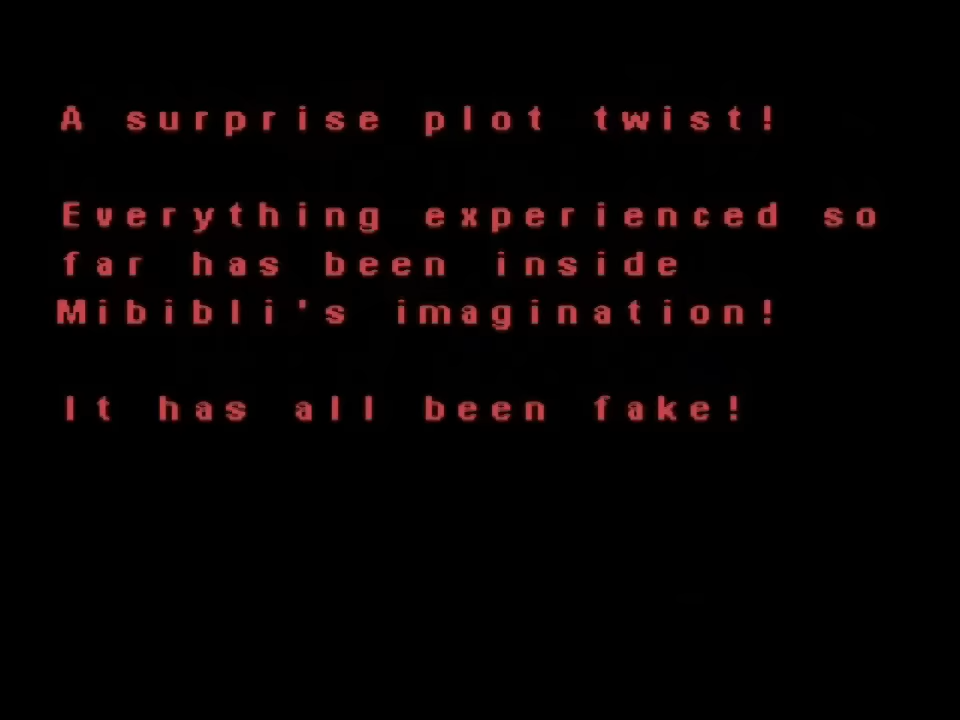 A surprise plot twist!
Everything experienced so
far has been inside
Mibibli's imagination!
It has all been fake!